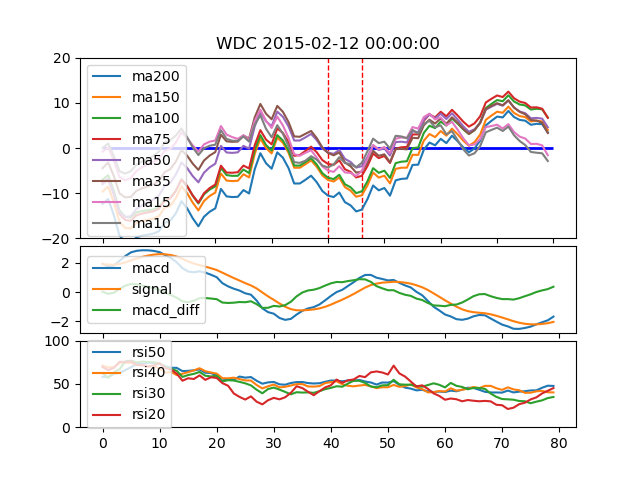 WDC 2015-02-12 00:00:00
20
10
0
−10
−20
ma200
ma150
ma100
ma75
ma50
ma35
ma15
ma10
2
0
−2
macd
signal
macd_diff
100
50
0
rsi50
rsi40
rsi30
rsi20
0 10 20 30 40 50 60 70 80